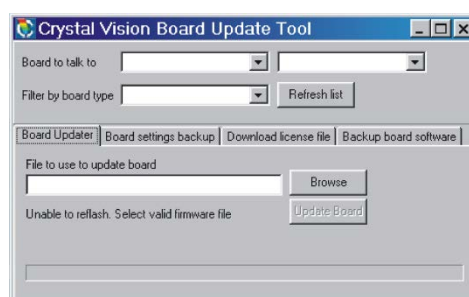 Crystal Vision Board Update Tool
Board to talk to
Filter by board type Refresh list
Board Updater Board settings backup Download license file Backup board software
File to use to update board
Browse
Unable to reflash. Select valid firmware file Update Board